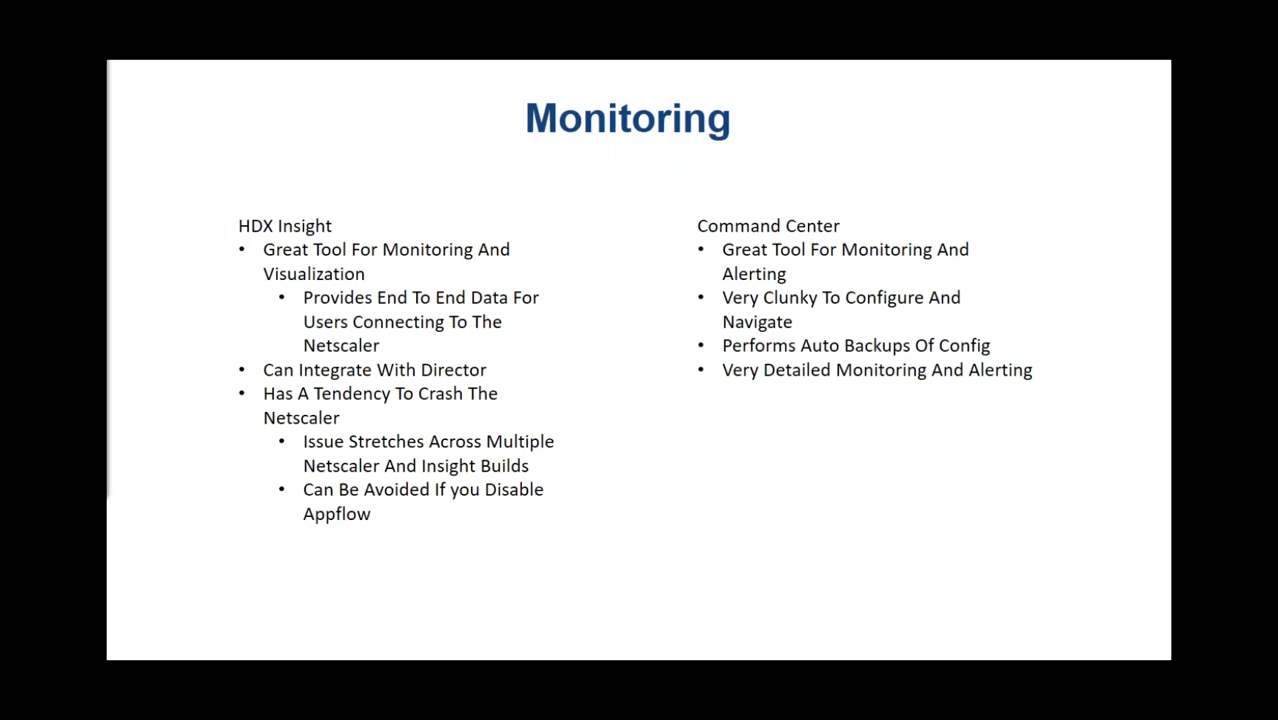 Monitoring
HDX Insight
• Great Tool For Monitoring And
Visualization
• Provides End To End Data For
Users Connecting To The
Netscaler
• Can Integrate With Director
• Has A Tendency To Crash The
Netscaler
• Issue Stretches Across Multiple
Netscaler And Insight Builds
• Can Be Avoided If you Disable
Appflow
Command Center
• Great Tool For Monitoring And
Alerting
• Very Clunky To Configure And
Navigate
• Performs Auto Backups Of Config
• Very Detailed Monitoring And Alerting